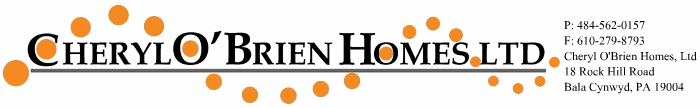 CHERYL O'BRIEN HOMES, LTD
P: 484-562-0157
F: 610-279-8793
Cheryl O'Brien Homes, Ltd
18 Rock Hill Road
Bala Cynwyd, PA 19004